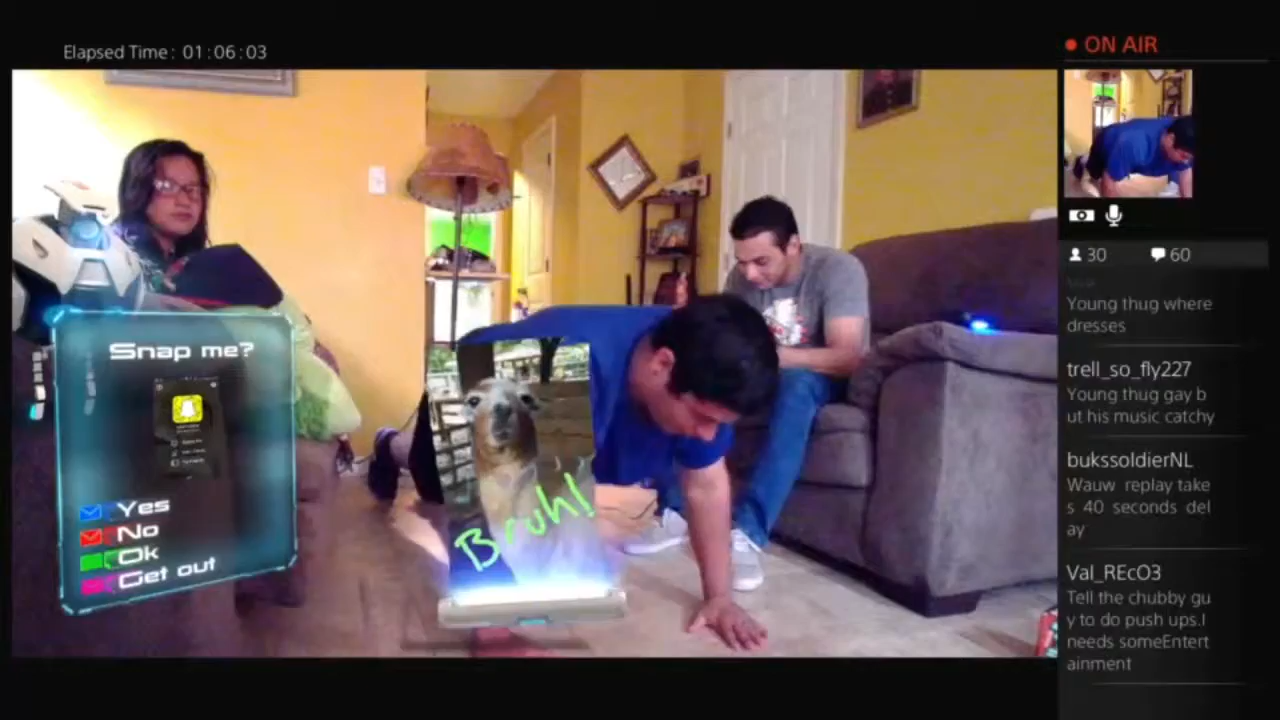 Elapsed Time: 01:06:03
ON AIR
30
60
Young thug where
dresses
trell_so_fly227
Young thug gay b
ut his music catchy
bukssoldierNL
Wauw replay take
s 40 seconds del
ay
Val_REcO3
Tell the chubby gu
y to do push ups.I
needs someEntert
ainment
Snap me?
Yes
No
Ok
Get out
Bruh!